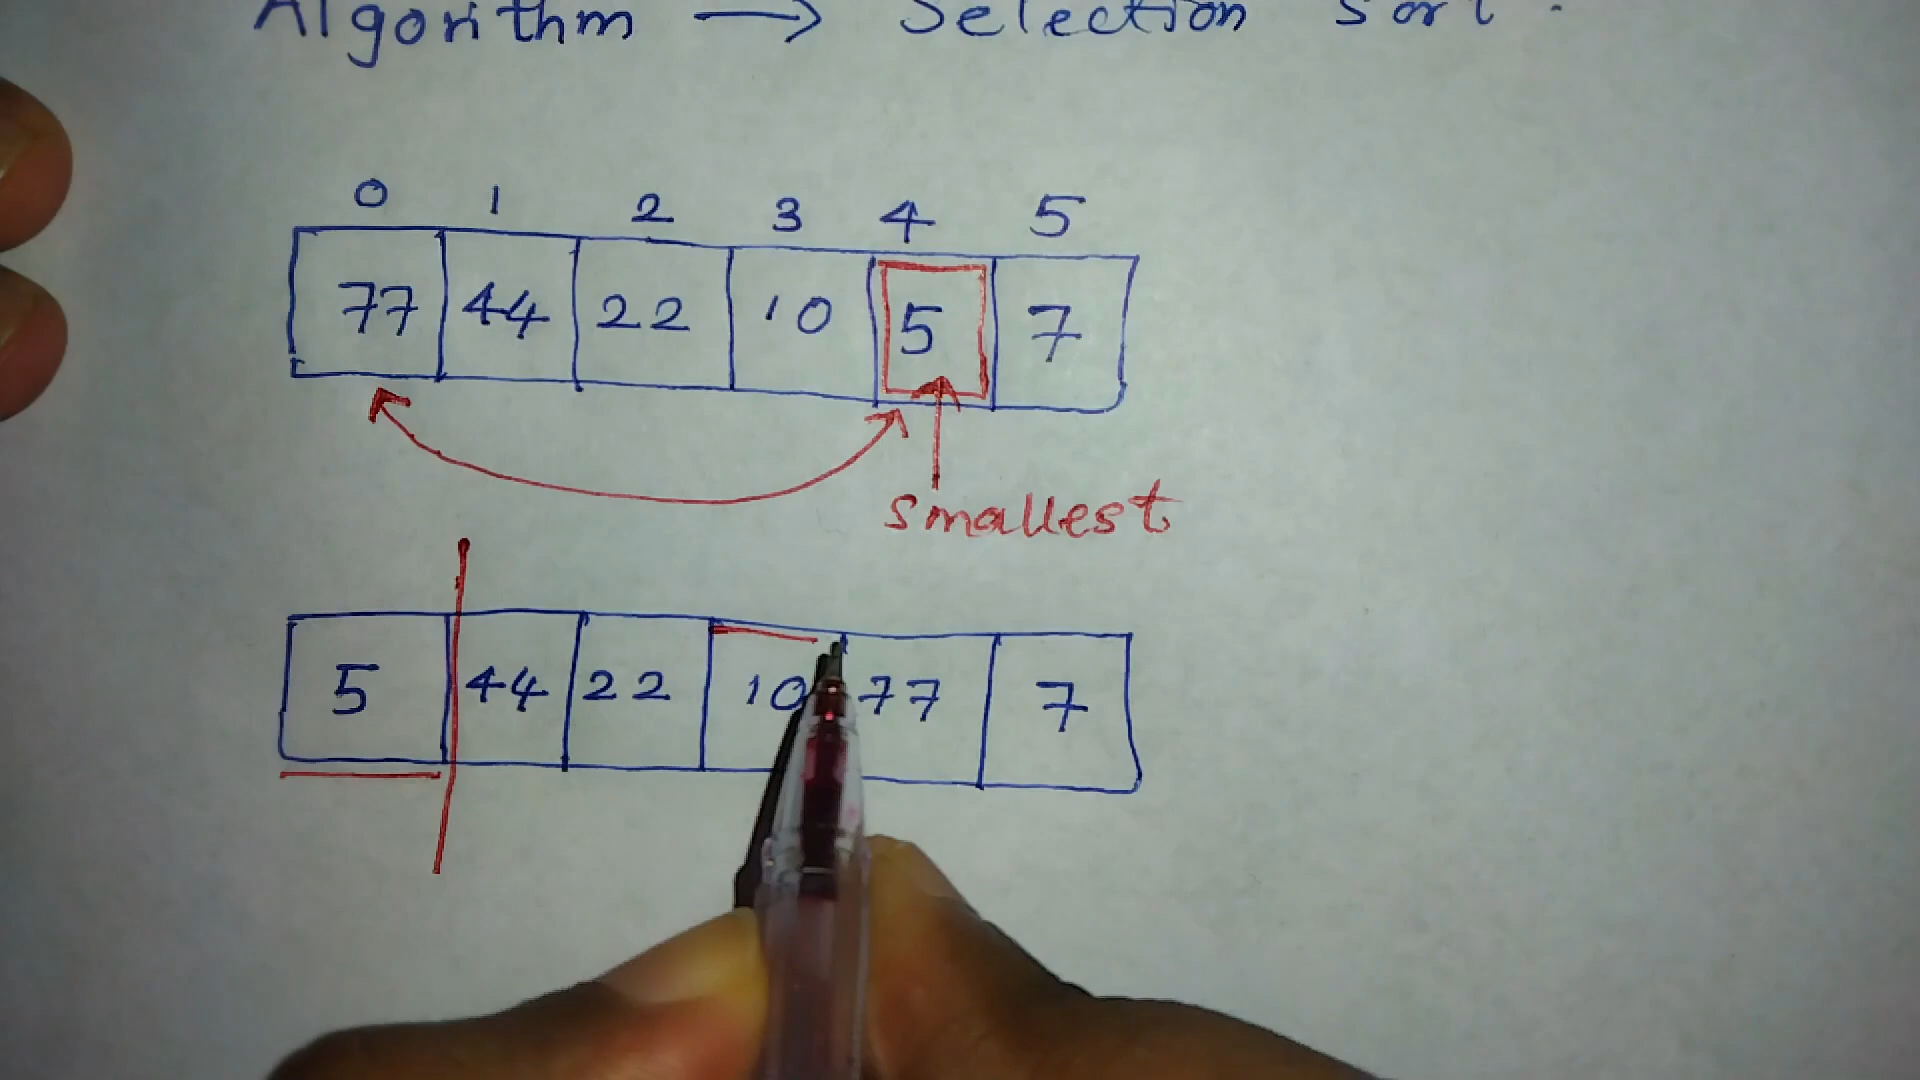 Algorithm → Selection Sort.
0 1 2 3 4 5
77 44 22 10 5 7
smallest
5 44 22 10 77 7